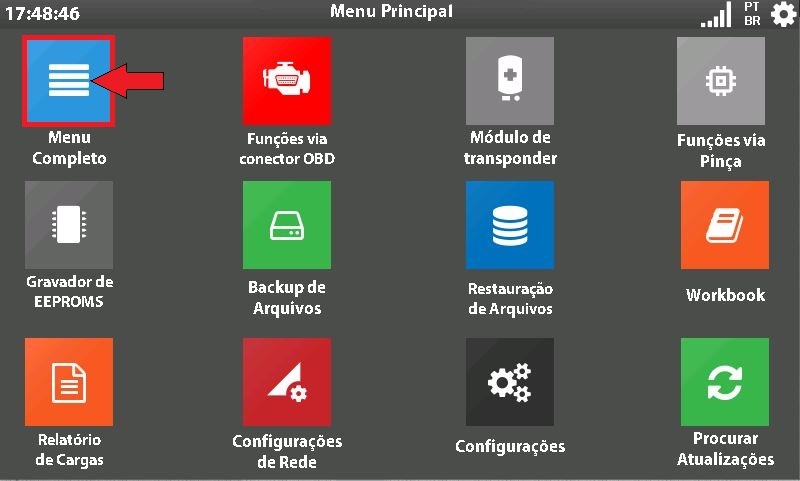 17:48:46
Menu Principal
PT
BR
Menu
Completo
Funções via
conector OBD
Módulo de
transponder
Funções via
Pinça
Gravador de
EEPROMS
Backup de
Arquivos
Restauração
de Arquivos
Workbook
Relatório
de Cargas
Configurações
de Rede
Configurações
Procurar
Atualizações